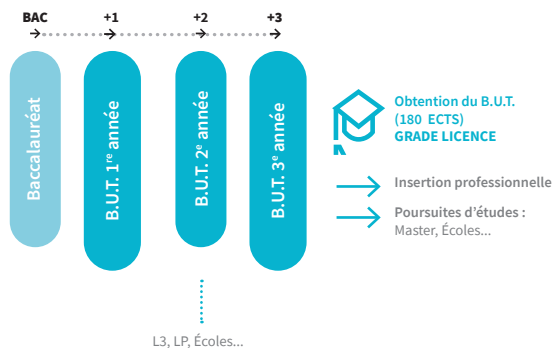 BAC +1 +2 +3
Baccalauréat
B.U.T. 1re année
B.U.T. 2e année
B.U.T. 3e année
Obtention du B.U.T.
(180 ECTS)
GRADE LICENCE
Insertion professionnelle
Poursuites d'études :
Master, Écoles...
L3, LP, Écoles...